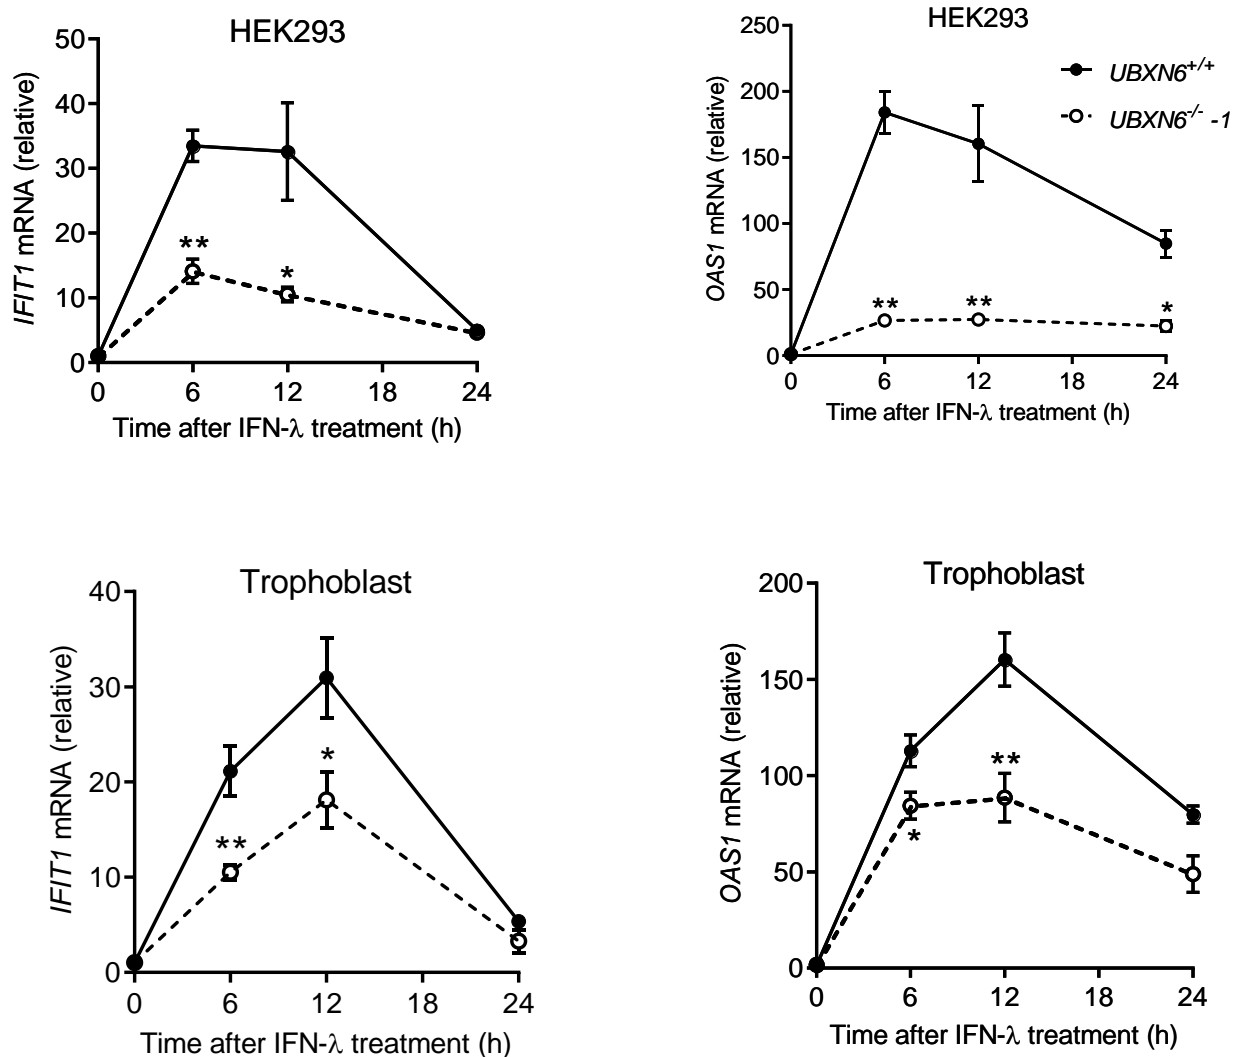 HEK293
IFIT1 mRNA (relative)
50
40
30
20
10
0
**
*
0 6 12 18 24
Time after IFN-λ treatment (h)
HEK293
OAS1 mRNA (relative)
250
200
150
100
50
0
UBXN6+/+
UBXN6-/- -1
** ** *
0 6 12 18 24
Time after IFN-λ treatment (h)
Trophoblast
IFIT1 mRNA (relative)
40
30
20
10
0
*
**
0 6 12 18 24
Time after IFN-λ treatment (h)
Trophoblast
OAS1 mRNA (relative)
200
150
100
50
0
**
*
0 6 12 18 24
Time after IFN-λ treatment (h)